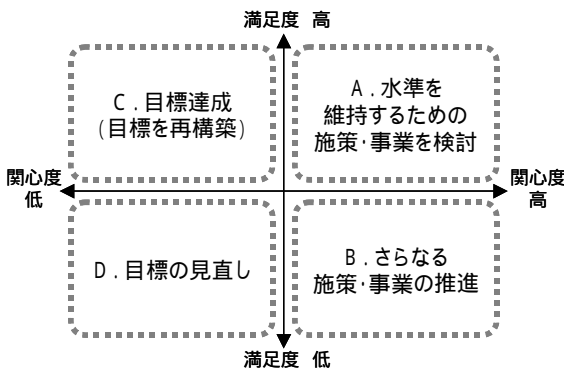 満足度 高
C．目標達成
(目標を再構築)
A．水準を
維持するための
施策･事業を検討
関心度
低
関心度
高
D．目標の見直し
B．さらなる
施策･事業の推進
満足度 低